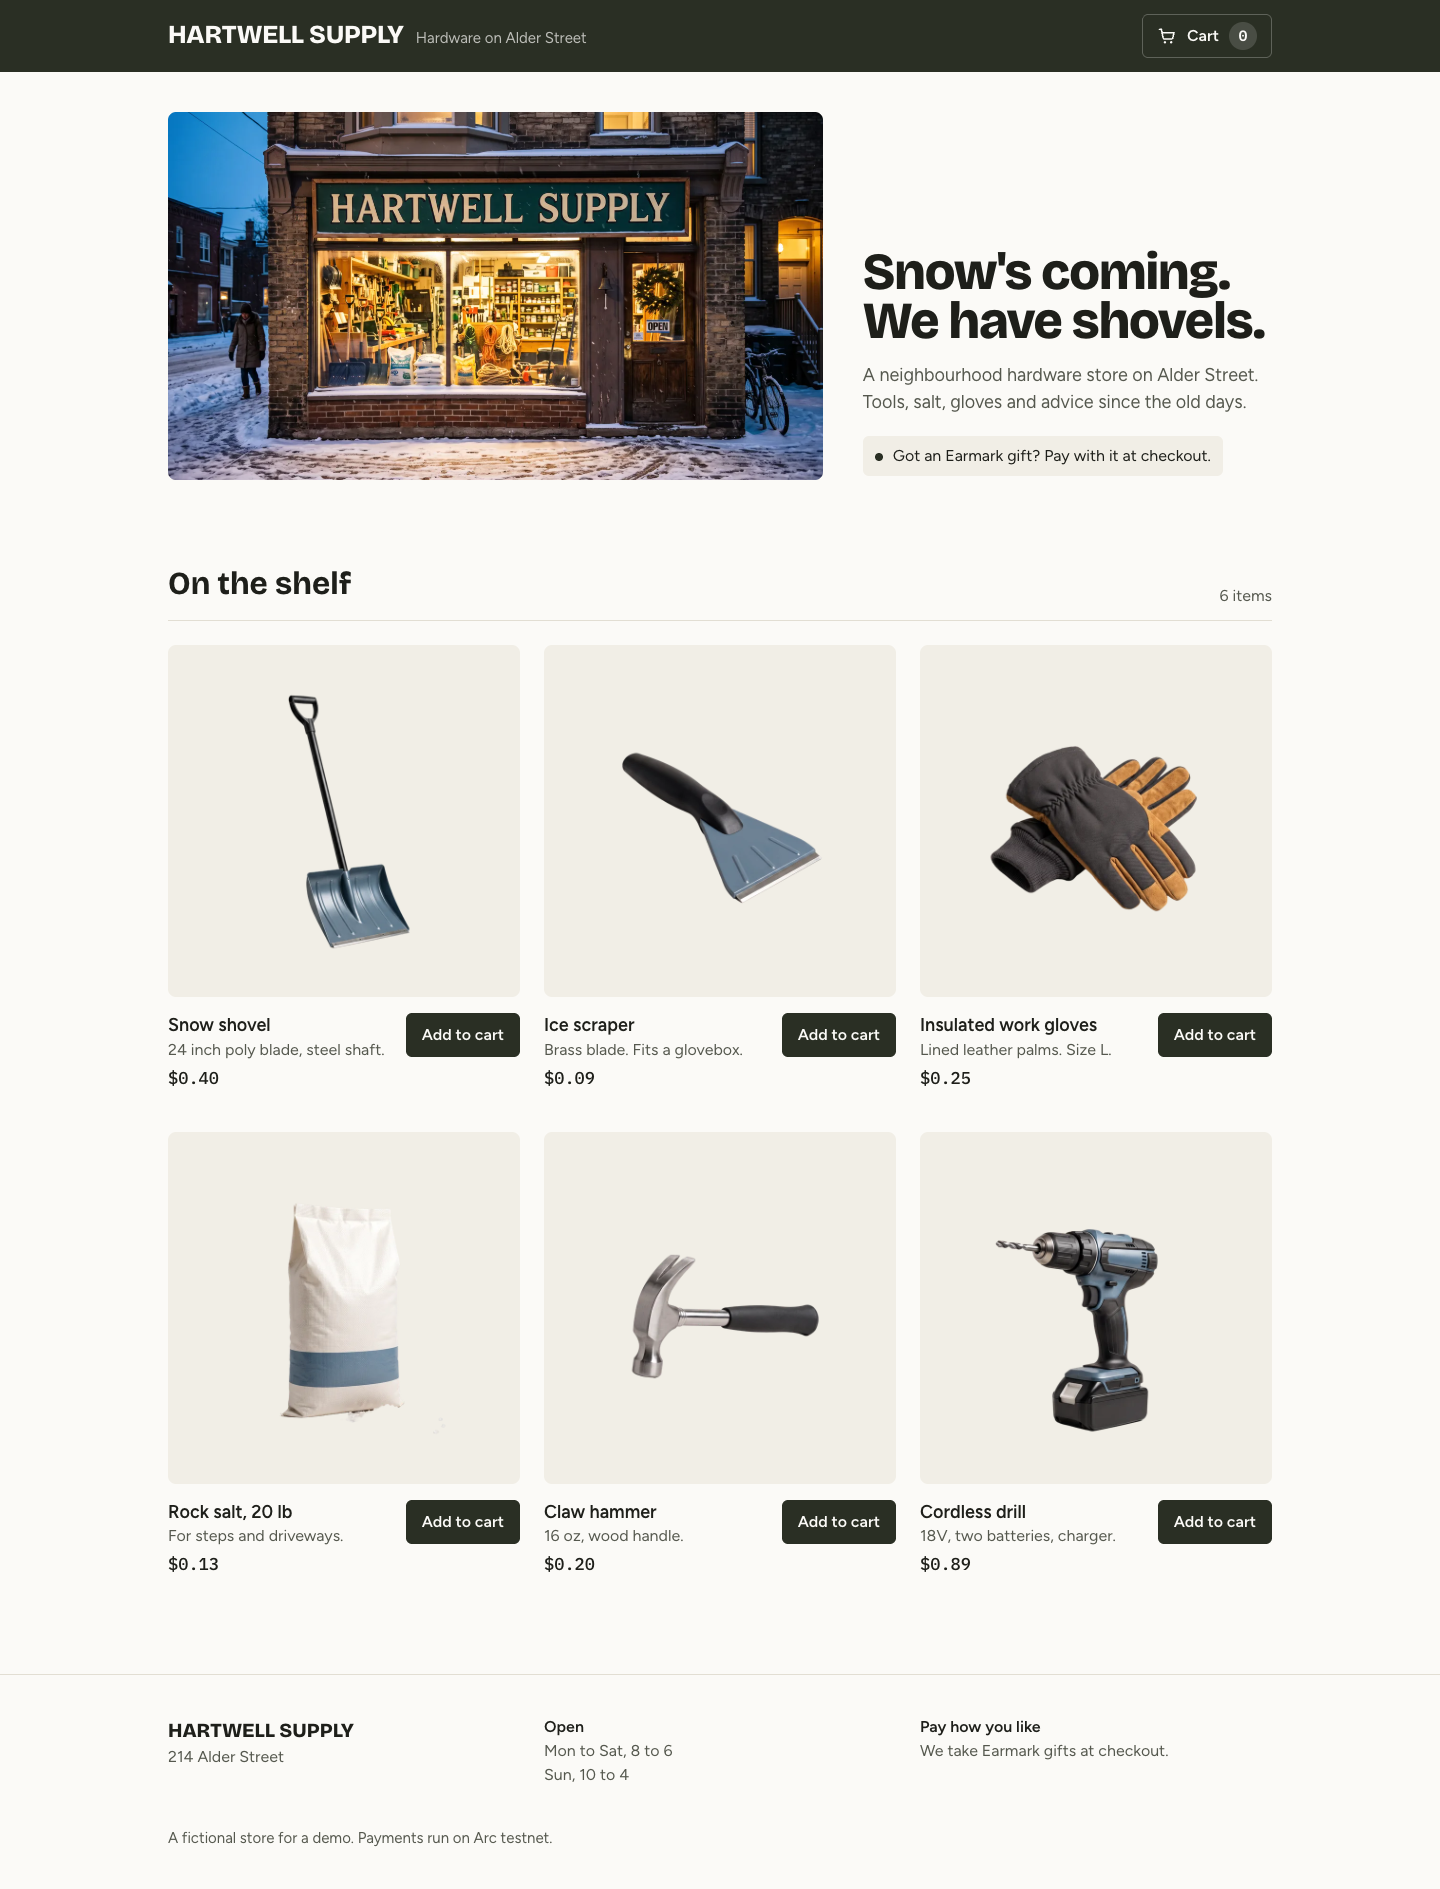 HARTWELL SUPPLY Hardware on Alder Street
Cart 0
HARTWELL SUPPLY
OPEN
Snow's coming.
We have shovels.
A neighbourhood hardware store on Alder Street.
Tools, salt, gloves and advice since the old days.
Got an Earmark gift? Pay with it at checkout.
On the shelf
6 items
Snow shovel
24 inch poly blade, steel shaft.
$0.40
Add to cart
Ice scraper
Brass blade. Fits a glovebox.
$0.09
Add to cart
Insulated work gloves
Lined leather palms. Size L.
$0.25
Add to cart
Rock salt, 20 lb
For steps and driveways.
$0.13
Add to cart
Claw hammer
16 oz, wood handle.
$0.20
Add to cart
Cordless drill
18V, two batteries, charger.
$0.89
Add to cart
HARTWELL SUPPLY
214 Alder Street
Open
Mon to Sat, 8 to 6
Sun, 10 to 4
Pay how you like
We take Earmark gifts at checkout.
A fictional store for a demo. Payments run on Arc testnet.